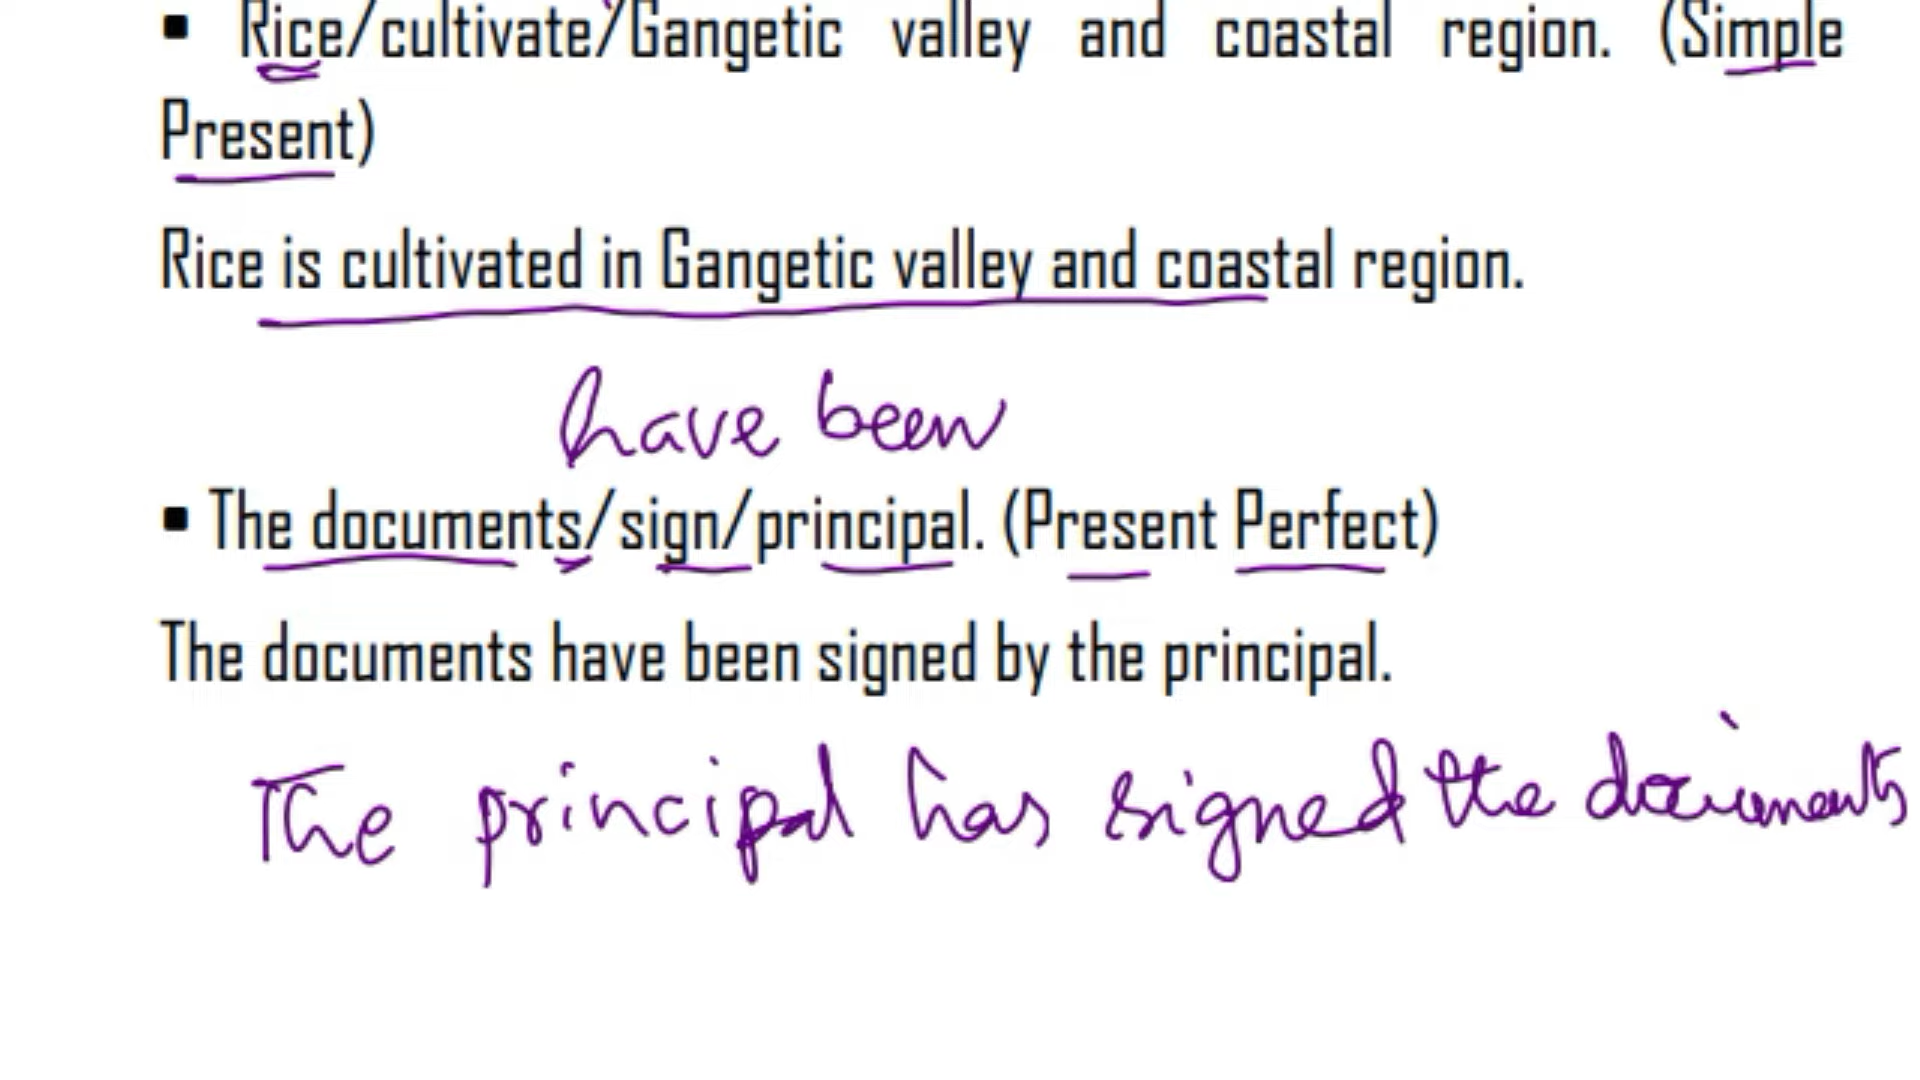 ▪ Rice/cultivate/Gangetic valley and coastal region. (Simple
Present)
Rice is cultivated in Gangetic valley and coastal region.
have been
▪ The documents/sign/principal. (Present Perfect)
The documents have been signed by the principal.
The principal has signed the documents